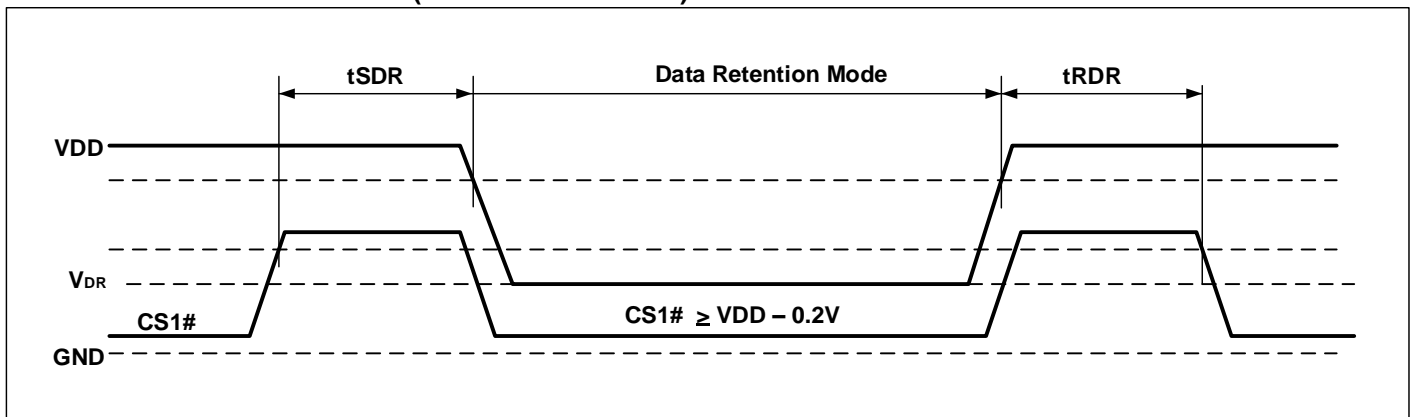 tSDR
Data Retention Mode
tRDR
VDD
VDR
CS1#
CS1# ≥ VDD – 0.2V
GND